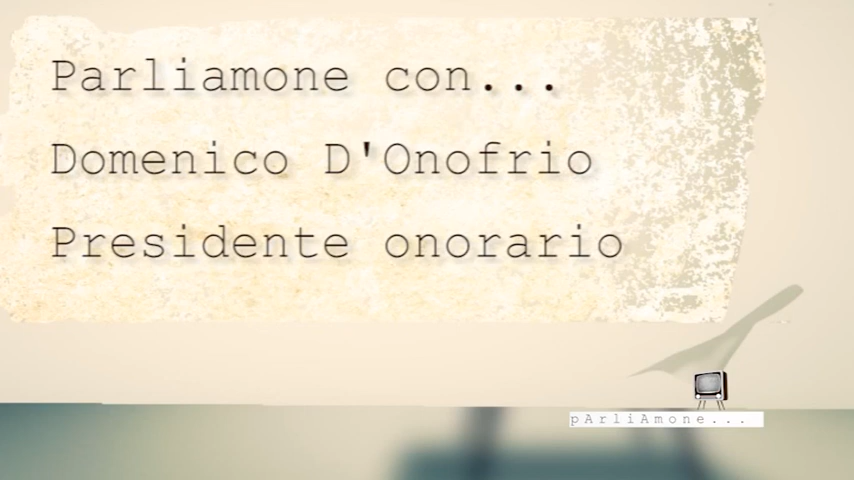 Parliamone con...
Domenico D'Onofrio
Presidente onorario
pArliAmone...